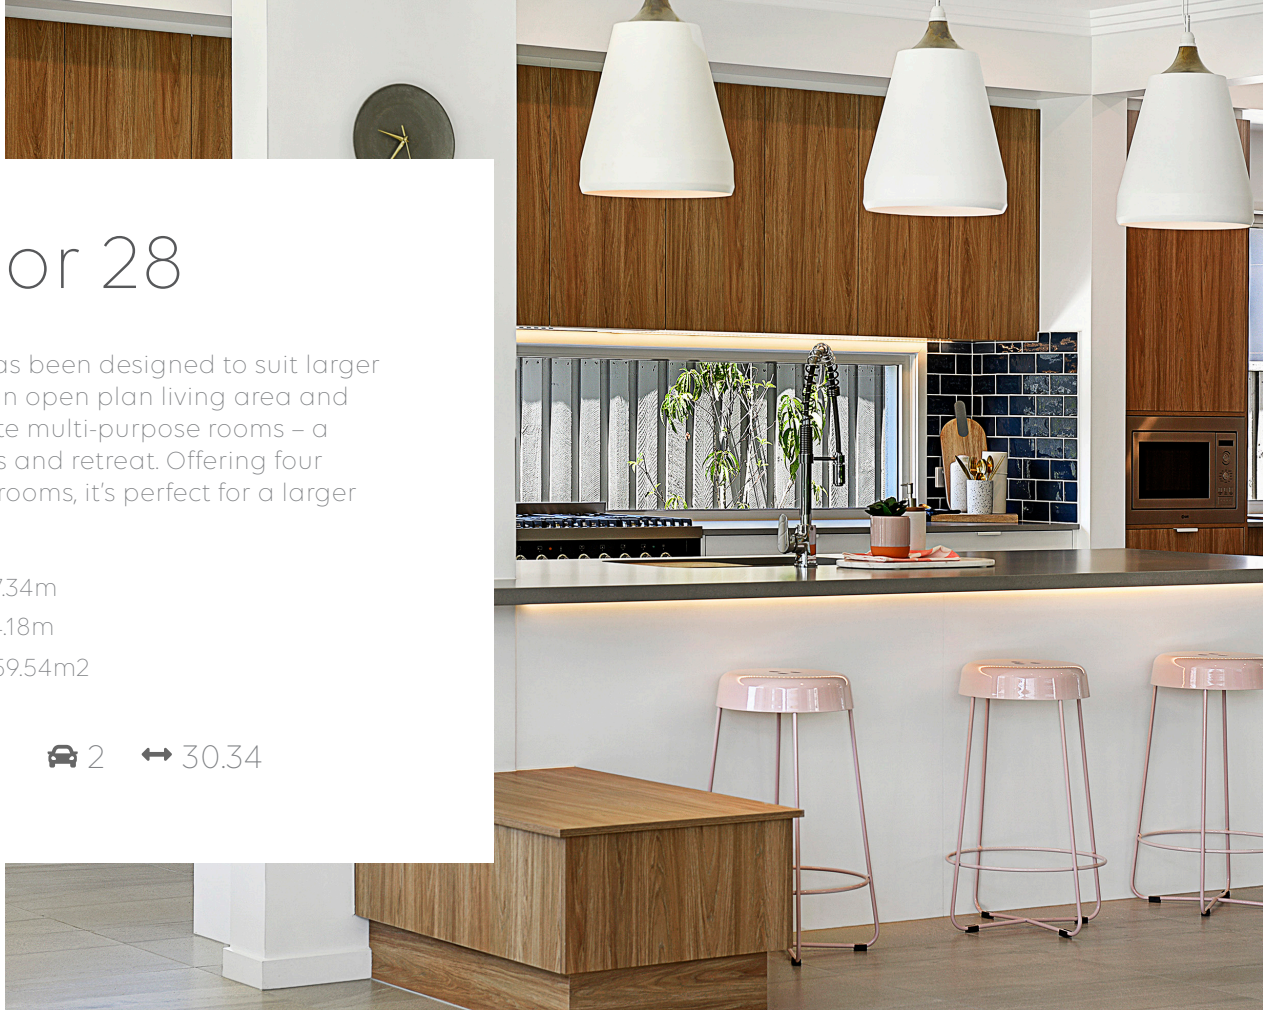 or 28
as been designed to suit larger
n open plan living area and
te multi-purpose rooms – a
s and retreat. Offering four
rooms, it’s perfect for a larger
7.34m
.18m
59.54m2
2 30.34